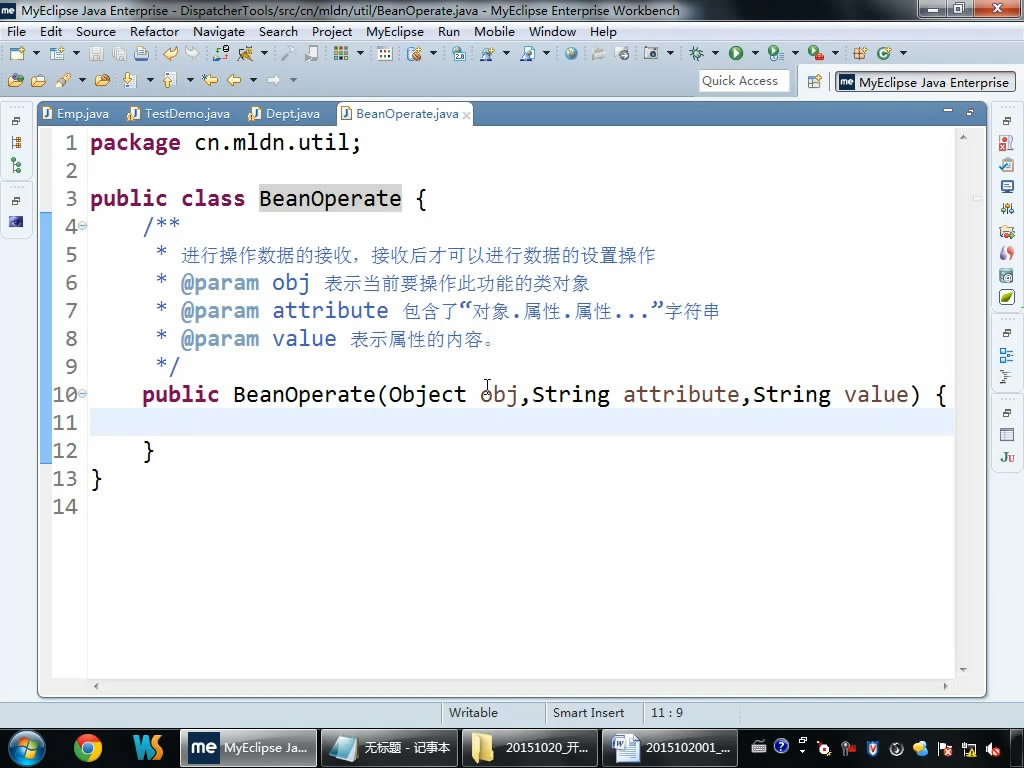 MyEclipse Java Enterprise - DispatcherTools/src/cn/mldn/util/BeanOperate.java - MyEclipse Enterprise Workbench
File Edit Source Refactor Navigate Search Project MyEclipse Run Mobile Window Help
Quick Access
MyEclipse Java Enterprise
Emp.java TestDemo.java Dept.java BeanOperate.java
1 package cn.mldn.util;
2
3 public class BeanOperate {
4 /**
5 * 进行操作数据的接收，接收后才可以进行数据的设置操作
6 * @param obj 表示当前要操作此功能的类对象
7 * @param attribute 包含了“对象.属性.属性...”字符串
8 * @param value 表示属性的内容。
9 */
10 public BeanOperate(Object obj,String attribute,String value) {
11
12 }
13 }
14
Writable Smart Insert 11 : 9
MyEclipse Ja... 无标题 - 记事本 20151020_开... 2015102001_...